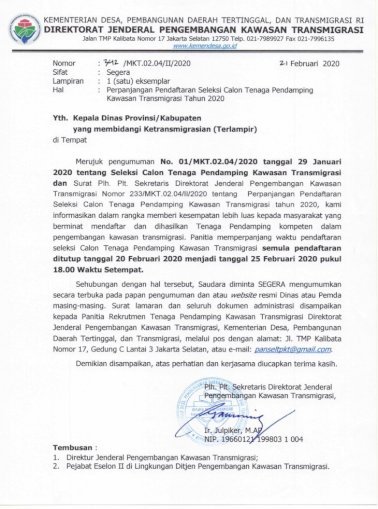 KEMENTERIAN DESA, PEMBANGUNAN DAERAH TERTINGGAL, DAN TRANSMIGRASI RI
DIREKTORAT JENDERAL PENGEMBANGAN KAWASAN TRANSMIGRASI
Jalan TMP Kalibata Nomor 17 Jakarta Selatan 12750 Telp. 021-7989927 Fax 021-7996135
www.kemendesa.go.id
Nomor : /MKT.02.04/II/2020 21 Februari 2020
Sifat : Segera
Lampiran : 1 (satu) eksemplar
Hal : Perpanjangan Pendaftaran Seleksi Calon Tenaga Pendamping
Kawasan Transmigrasi Tahun 2020
Yth. Kepala Dinas Provinsi/Kabupaten
yang membidangi Ketransmigrasian (Terlampir)
di Tempat
Merujuk pengumuman No. 01/MKT.02.04/2020 tanggal 29 Januari
2020 tentang Seleksi Calon Tenaga Pendamping Kawasan Transmigrasi
dan Surat Plh. Plt. Sekretaris Direktorat Jenderal Pengembangan Kawasan
Transmigrasi Nomor 233/MKT.02.04/II/2020 tentang Perpanjangan Pendaftaran
Seleksi Calon Tenaga Pendamping Kawasan Transmigrasi tahun 2020, kami
informasikan dalam rangka memberi kesempatan lebih luas kepada masyarakat yang
berminat mendaftar dan dihasilkan Tenaga Pendamping kompeten dalam
pengembangan kawasan transmigrasi. Panitia memperpanjang waktu pendaftaran
seleksi Calon Tenaga Pendamping Kawasan Transmigrasi semula pendaftaran
ditutup tanggal 20 Februari 2020 menjadi tanggal 25 Februari 2020 pukul
18.00 Waktu Setempat.
Sehubungan dengan hal tersebut, Saudara diminta SEGERA mengumumkan
secara terbuka pada papan pengumuman dan atau website resmi Dinas atau Pemda
masing-masing. Surat lamaran dan seluruh dokumen administrasi disampaikan
kepada Panitia Rekrutmen Tenaga Pendamping Kawasan Transmigrasi Direktorat
Jenderal Pengembangan Kawasan Transmigrasi, Kementerian Desa, Pembangunan
Daerah Tertinggal, dan Transmigrasi, melalui pos dengan alamat: Jl. TMP Kalibata
Nomor 17, Gedung C Lantai 3 Jakarta Selatan, atau e-mail: panseltpkt@gmail.com.
Demikian disampaikan, atas perhatian dan kerjasama diucapkan terima kasih.
Plh. Plt. Sekretaris Direktorat Jenderal
Pengembangan Kawasan Transmigrasi,
Ir. Julpiker, M.AP
NIP. 19660121 199803 1 004
Tembusan :
1. Direktur Jenderal Pengembangan Kawasan Transmigrasi;
2. Pejabat Eselon II di Lingkungan Ditjen Pengembangan Kawasan Transmigrasi.